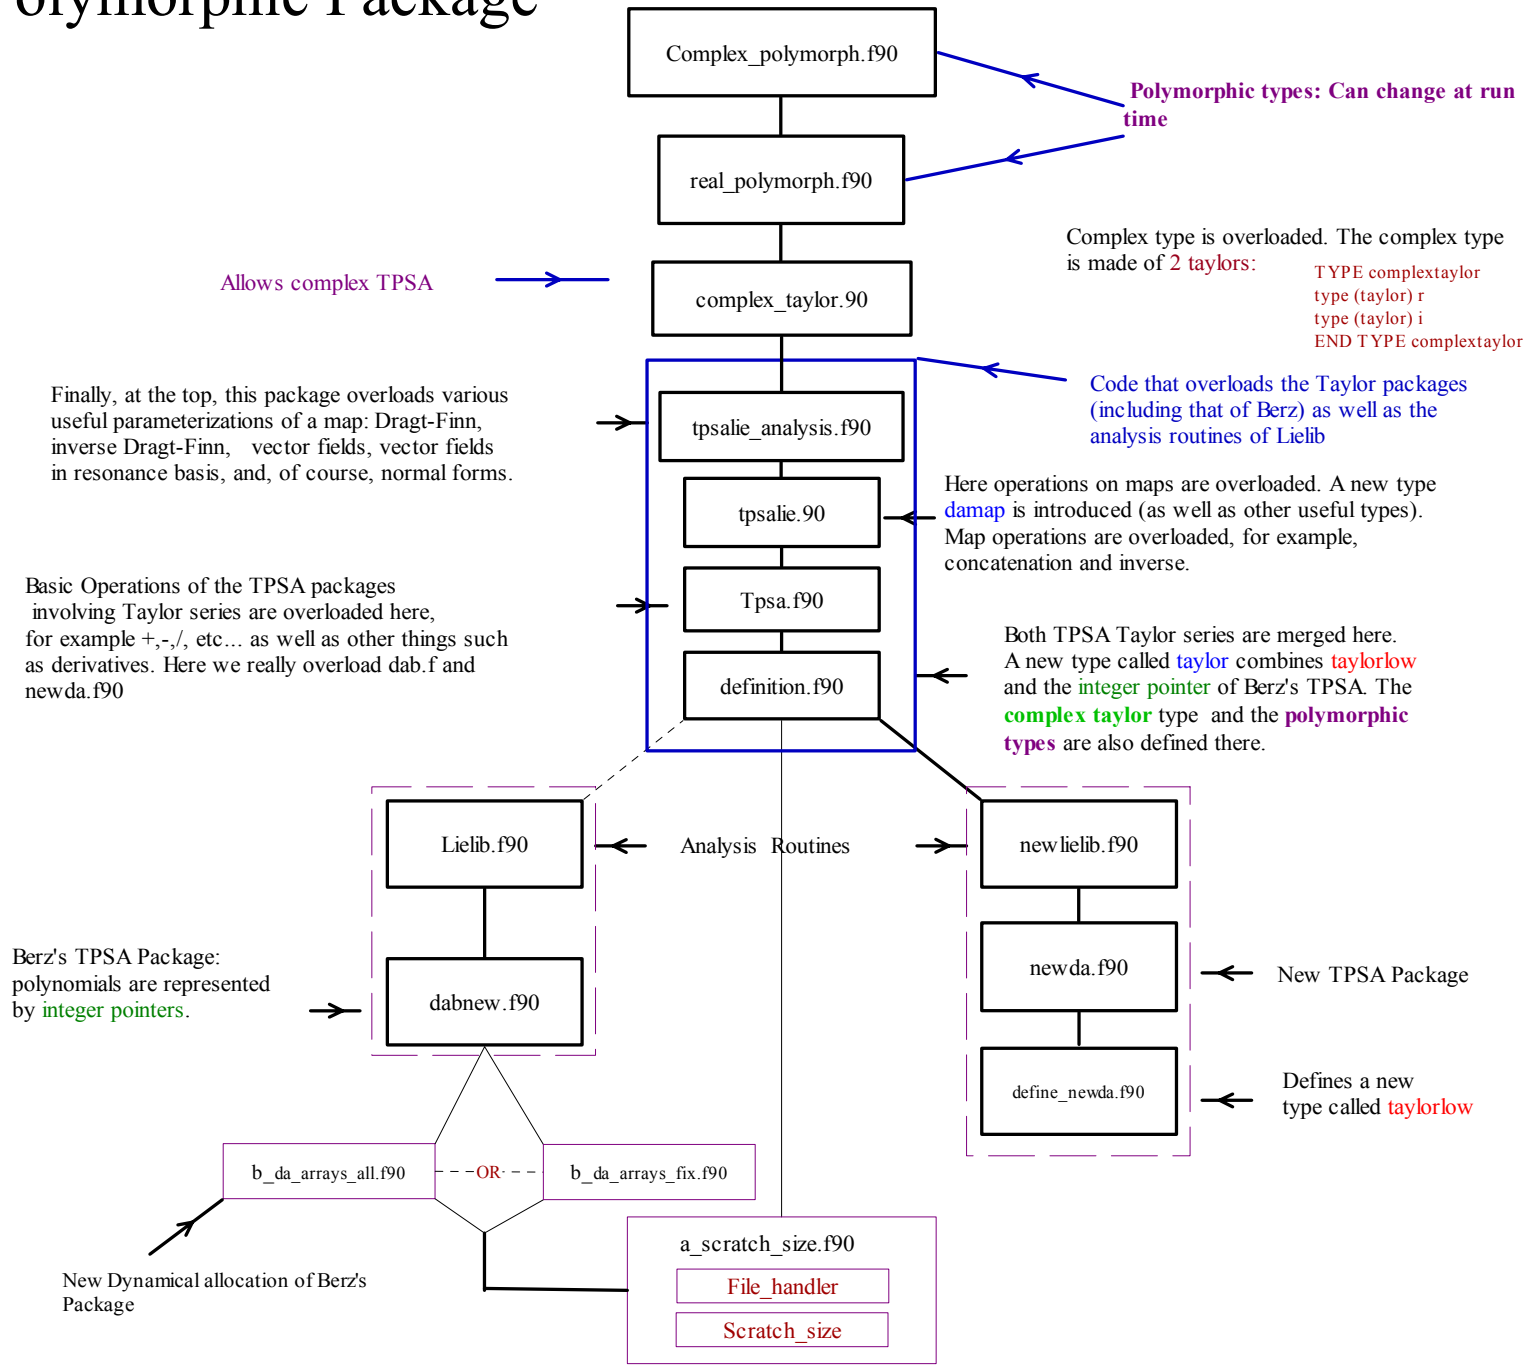 olymorphic Package
Complex_polymorph.f90
Polymorphic types: Can change at run
time
real_polymorph.f90
Complex type is overloaded. The complex type
is made of 2 taylors:
TYPE complextaylor
type (taylor) r
type (taylor) i
END TYPE complextaylor
Allows complex TPSA
complex_taylor.90
Code that overloads the Taylor packages
(including that of Berz) as well as the
analysis routines of Lielib
Finally, at the top, this package overloads various
useful parameterizations of a map: Dragt-Finn,
inverse Dragt-Finn, vector fields, vector fields
in resonance basis, and, of course, normal forms.
tpsalie_analysis.f90
Here operations on maps are overloaded. A new type
damap is introduced (as well as other useful types).
Map operations are overloaded, for example,
concatenation and inverse.
tpsalie.90
Basic Operations of the TPSA packages
involving Taylor series are overloaded here,
for example +,-,/, etc... as well as other things such
as derivatives. Here we really overload dab.f and
newda.f90
Tpsa.f90
Both TPSA Taylor series are merged here.
A new type called taylor combines taylorlow
and the integer pointer of Berz's TPSA. The
complex taylor type and the polymorphic
types are also defined there.
definition.f90
Lielib.f90
Analysis Routines
newlielib.f90
Berz's TPSA Package:
polynomials are represented
by integer pointers.
dabnew.f90
newda.f90
New TPSA Package
define_newda.f90
Defines a new
type called taylorlow
b_da_arrays_all.f90
OR
b_da_arrays_fix.f90
New Dynamical allocation of Berz's
Package
a_scratch_size.f90
File_handler
Scratch_size